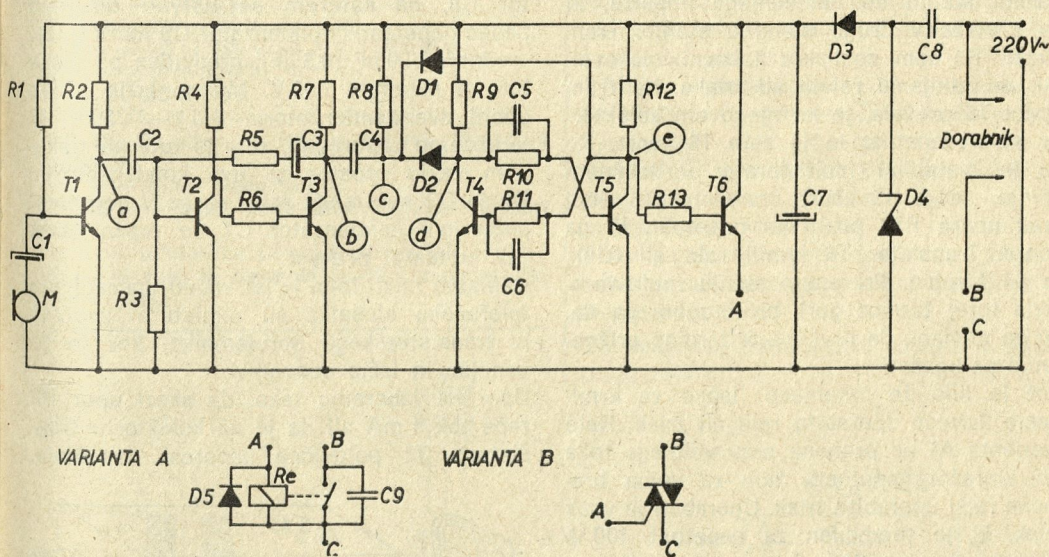 D3 C8 220V~
R1 R2 R4 R7 R8 D1 R9 C5 R12 e
C2 R5 C3 C4 D2 R10 porabnik
T1 a T2 R6 T3 b c d T4 R11 T5 R13 T6 C7 D4
C1 C6
M R3 A B
C
VARIANTA A A B VARIANTA B B
D5 Re C9 A
C C